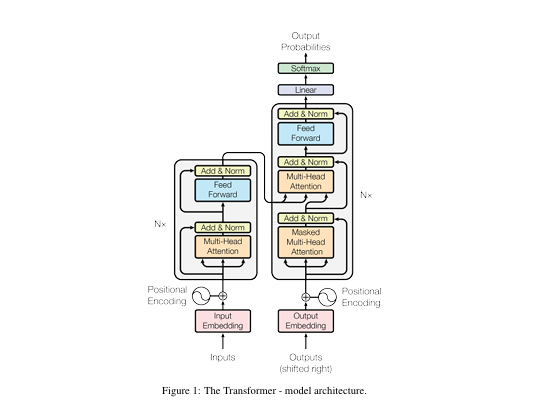 Output
Probabilities
Softmax
Linear
Add & Norm
Feed
Forward
Add & Norm
Multi-Head
Attention
Add & Norm
Masked
Multi-Head
Attention
N×
Add & Norm
Feed
Forward
Add & Norm
Multi-Head
Attention
N×
Positional
Encoding
Positional
Encoding
Input
Embedding
Output
Embedding
Inputs
Outputs
(shifted right)
Figure 1: The Transformer - model architecture.